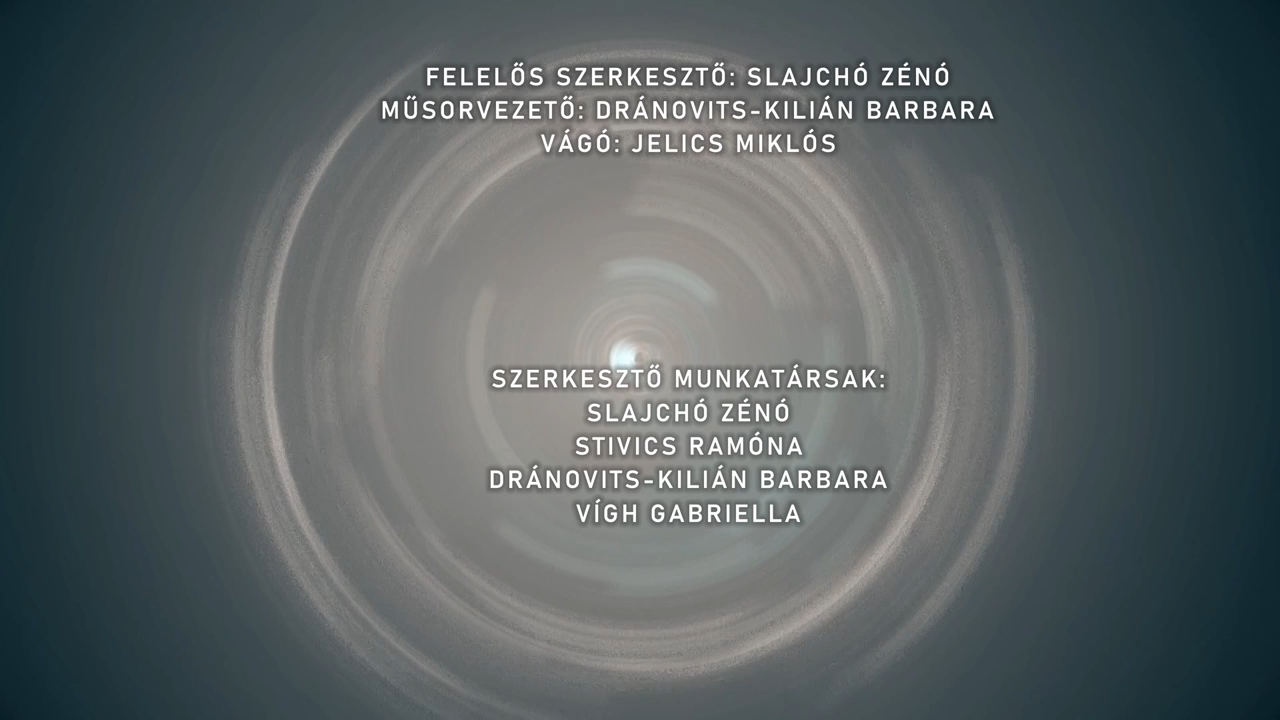 FELELŐS SZERKESZTŐ: SLAJCHÓ ZÉNÓ
MŰSORVEZETŐ: DRÁNOVITS-KILIÁN BARBARA
VÁGÓ: JELICS MIKLÓS
SZERKESZTŐ MUNKATÁRSAK:
SLAJCHÓ ZÉNÓ
STIVICS RAMÓNA
DRÁNOVITS-KILIÁN BARBARA
VÍGH GABRIELLA